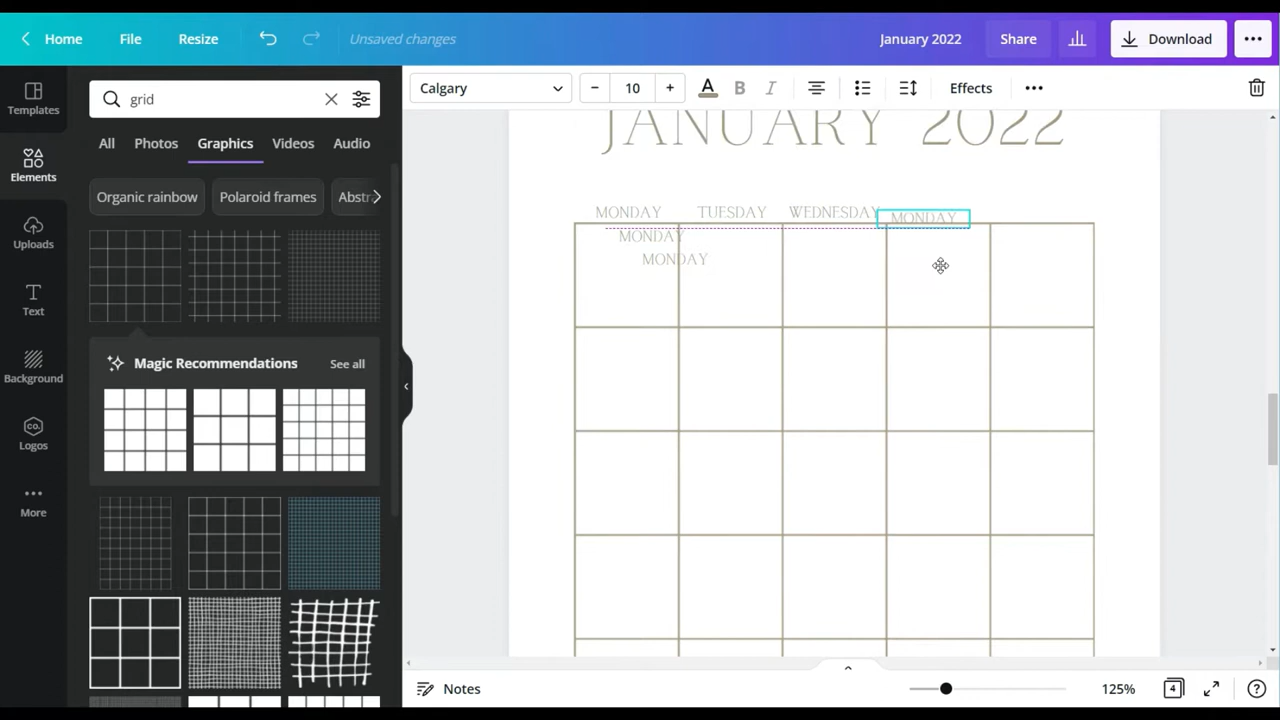 Home File Resize Unsaved changes January 2022 Share Download
Templates
Elements
Uploads
Text
Background
CO.
Logos
More
grid
All Photos Graphics Videos Audio
Organic rainbow Polaroid frames Abstr
Magic Recommendations See all
Calgary 10 A B I Effects
JANUARY 2022
MONDAY TUESDAY WEDNESDAY MONDAY
MONDAY
MONDAY
Notes 125% 4